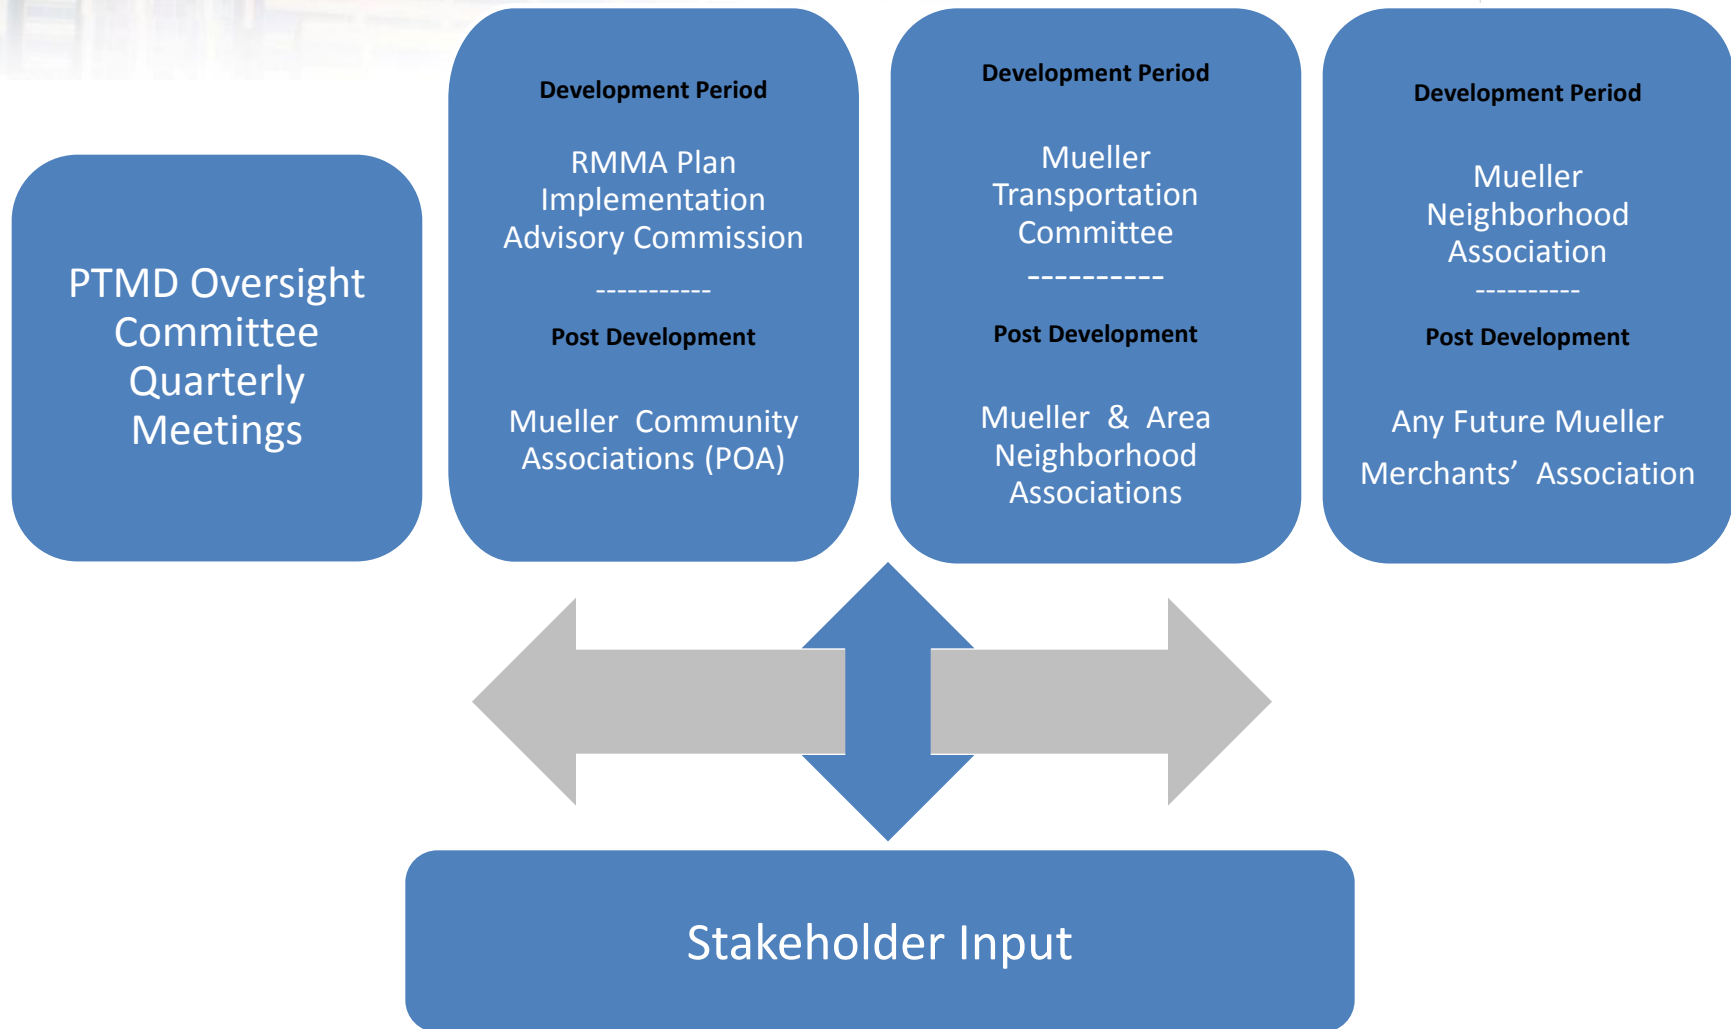 PTMD Oversight
Committee
Quarterly
Meetings
Development Period
RMMA Plan
Implementation
Advisory Commission
-----------
Post Development
Mueller Community
Associations (POA)
Development Period
Mueller
Transportation
Committee
----------
Post Development
Mueller & Area
Neighborhood
Associations
Development Period
Mueller
Neighborhood
Association
----------
Post Development
Any Future Mueller
Merchants’ Association
Stakeholder Input